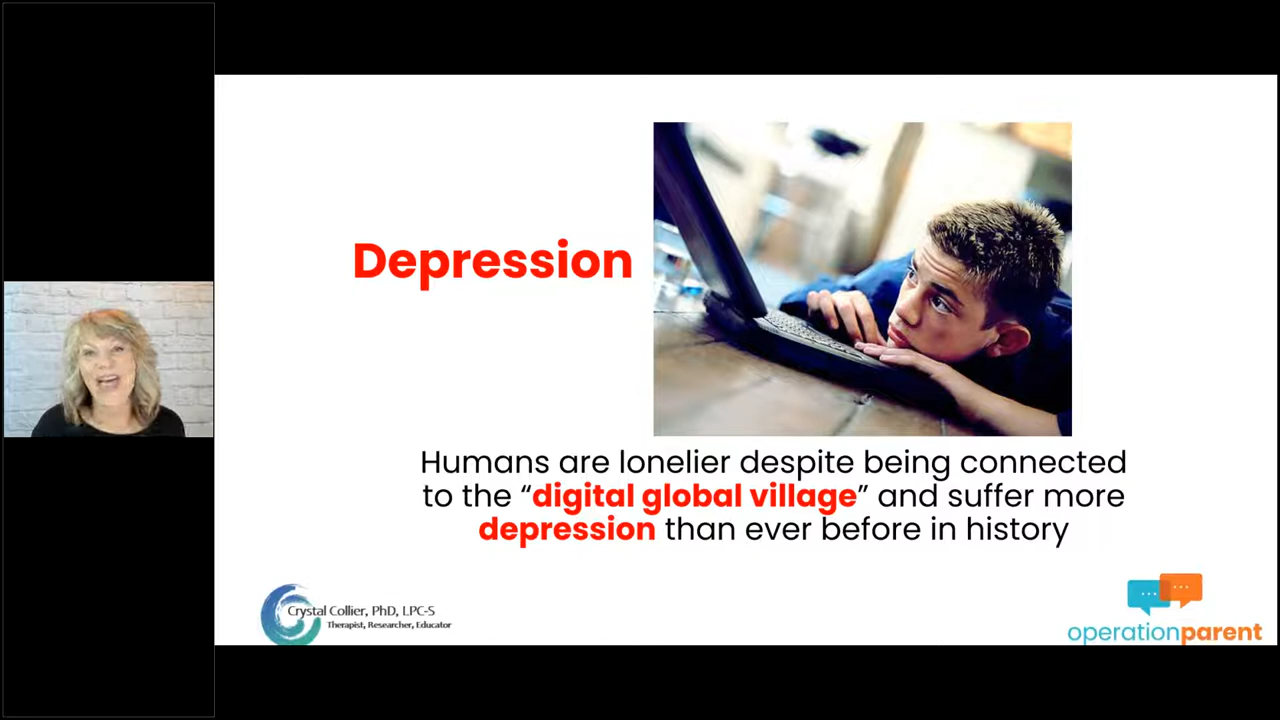 Depression
Humans are lonelier despite being connected
to the “digital global village” and suffer more
depression than ever before in history
Crystal Collier, PhD, LPC-S
Therapist, Researcher, Educator
operationparent